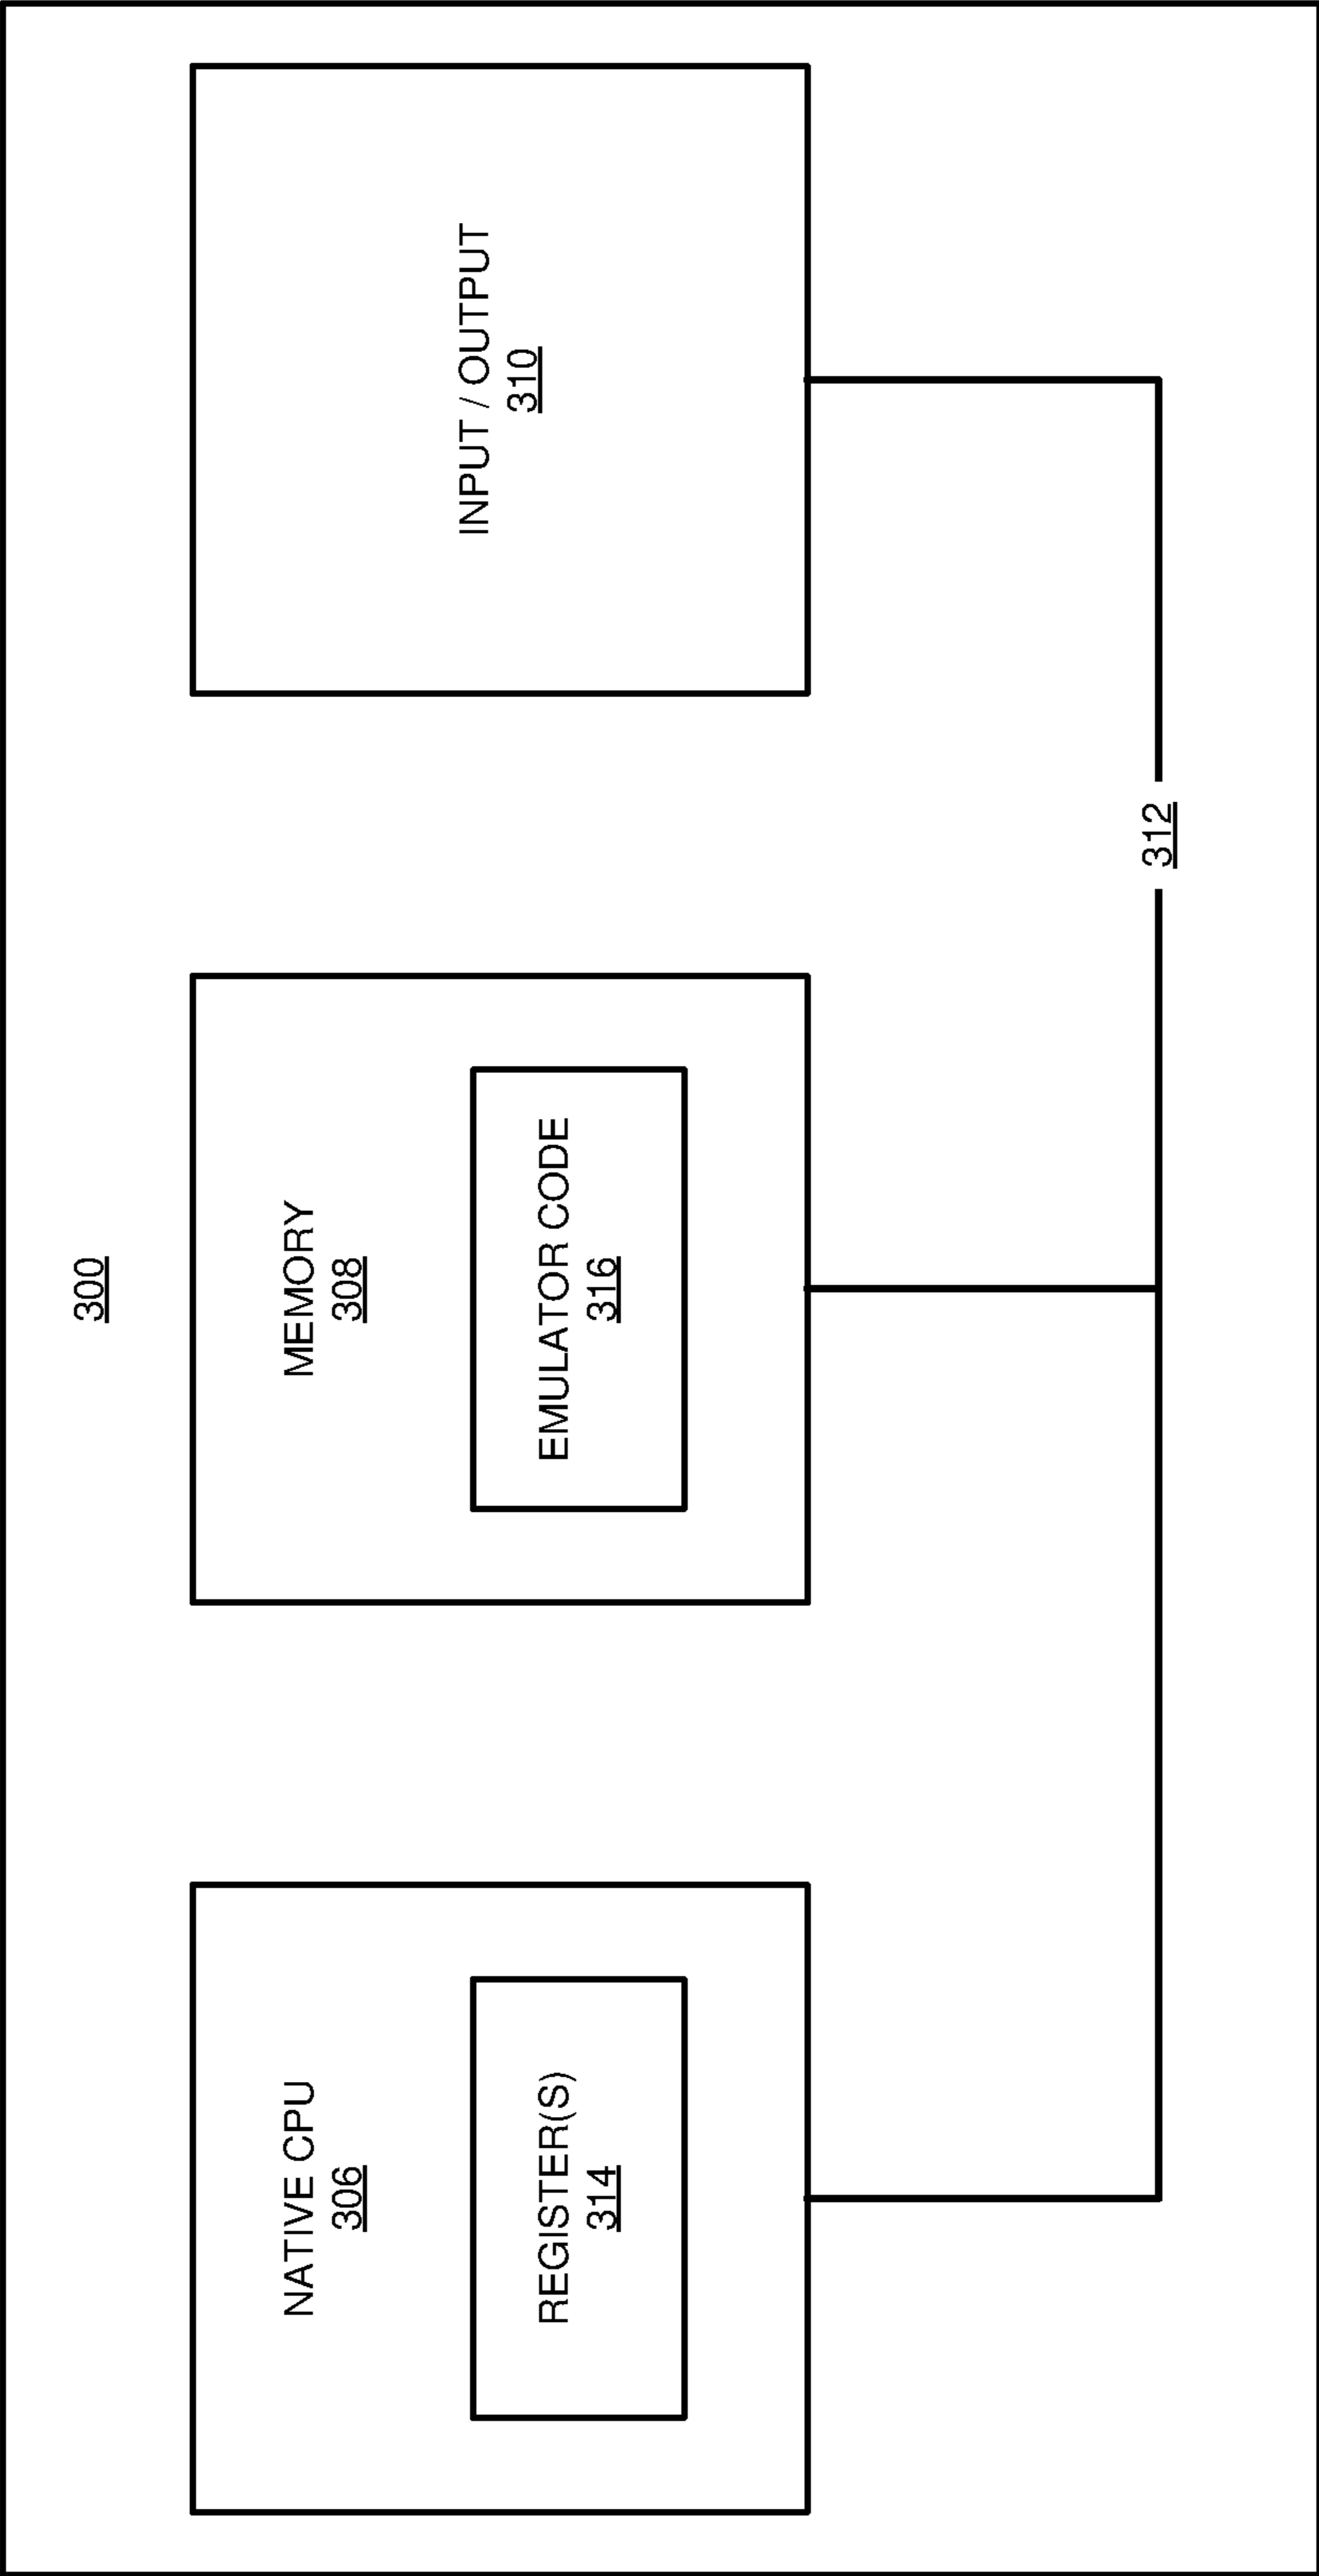 300
NATIVE CPU
306
REGISTER(S)
314
MEMORY
308
EMULATOR CODE
316
INPUT / OUTPUT
310
312